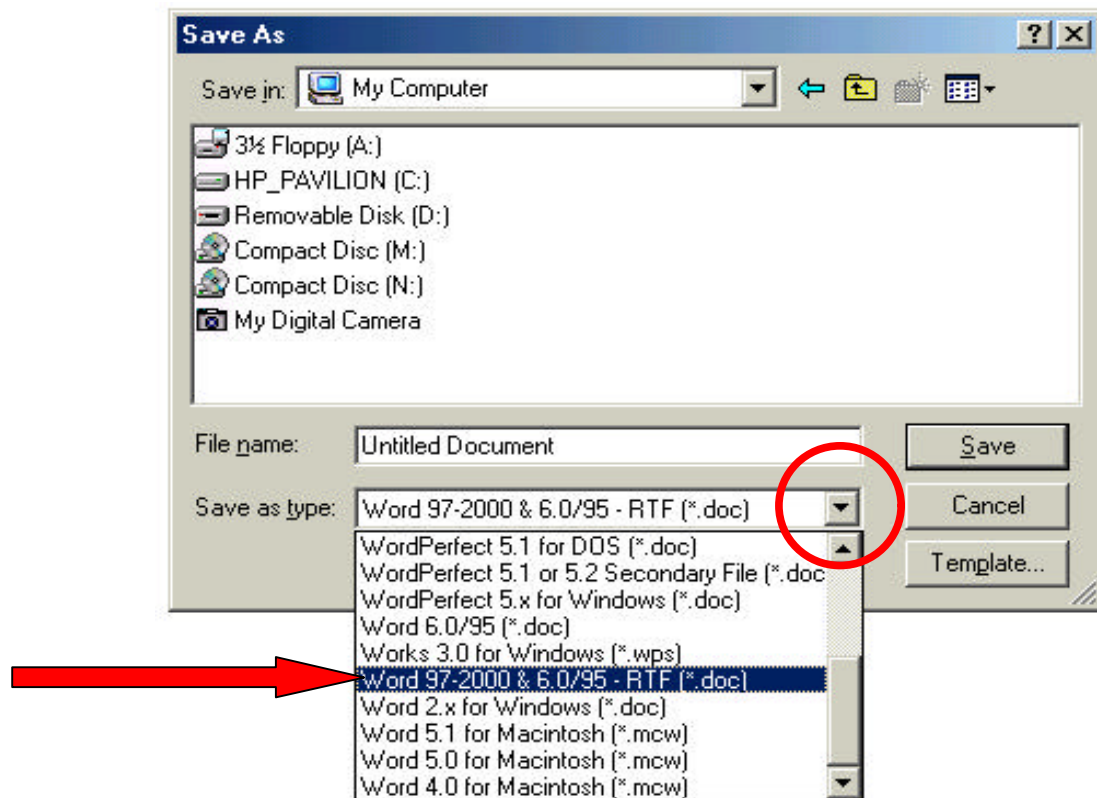 Save As
Save in: My Computer
3½ Floppy (A:)
HP_PAVILION (C:)
Removable Disk (D:)
Compact Disc (M:)
Compact Disc (N:)
My Digital Camera
File name: Untitled Document Save
Save as type: Word 97-2000 & 6.0/95 - RTF (*.doc) Cancel
Template...
WordPerfect 5.1 for DOS (*.doc)
WordPerfect 5.1 or 5.2 Secondary File (*.doc
WordPerfect 5.x for Windows (*.doc)
Word 6.0/95 (*.doc)
Works 3.0 for Windows (*.wps)
Word 97-2000 & 6.0/95 - RTF (*.doc)
Word 2.x for Windows (*.doc)
Word 5.1 for Macintosh (*.mcw)
Word 5.0 for Macintosh (*.mcw)
Word 4.0 for Macintosh (*.mcw)